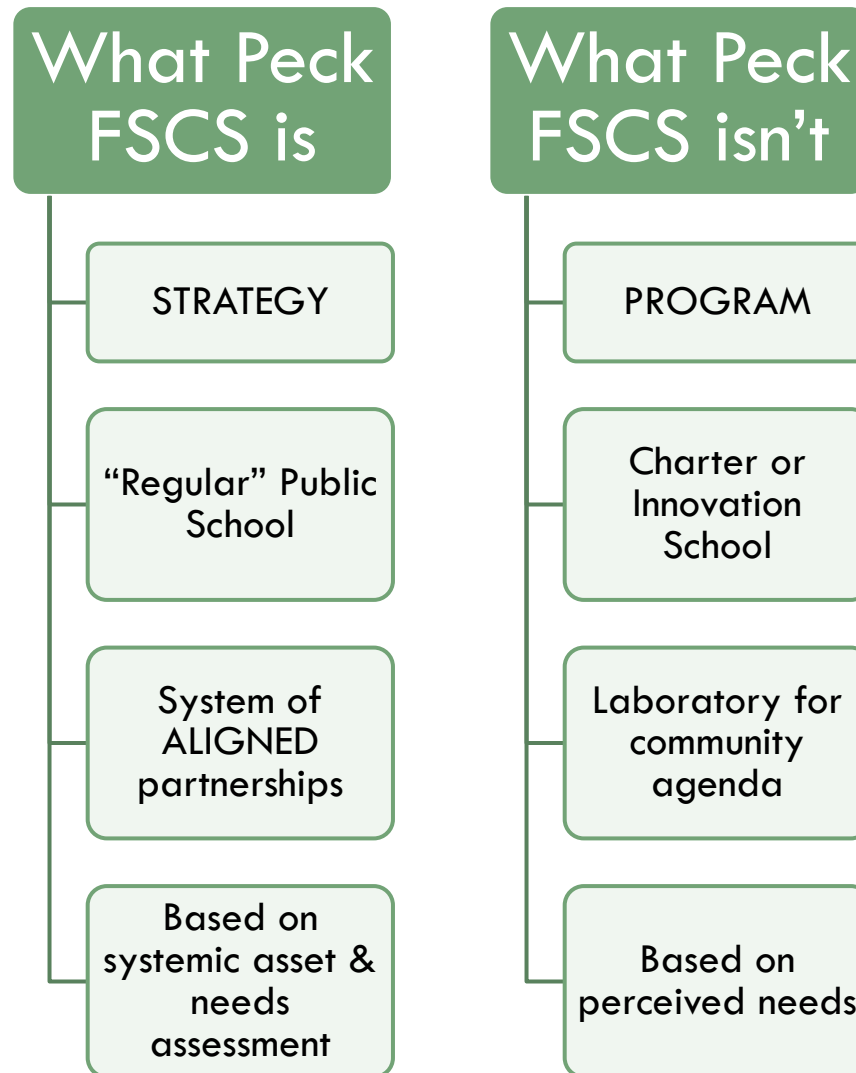 What Peck
FSCS is
STRATEGY
“Regular” Public
School
System of
ALIGNED
partnerships
Based on
systemic asset &
needs
assessment
What Peck
FSCS isn’t
PROGRAM
Charter or
Innovation
School
Laboratory for
community
agenda
Based on
perceived needs